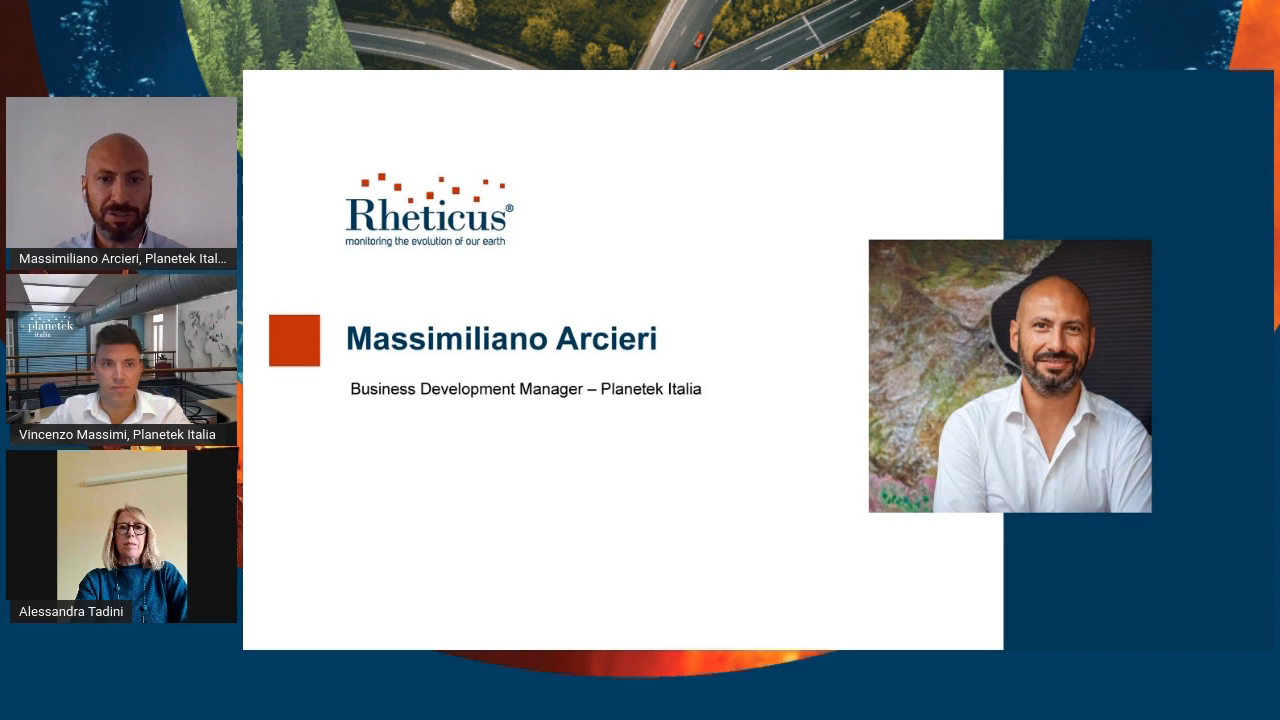 Massimiliano Arcieri, Planetek Ital...
planetek
italia
Vincenzo Massimi, Planetek Italia
Alessandra Tadini
Rheticus®
monitoring the evolution of our earth
Massimiliano Arcieri
Business Development Manager – Planetek Italia